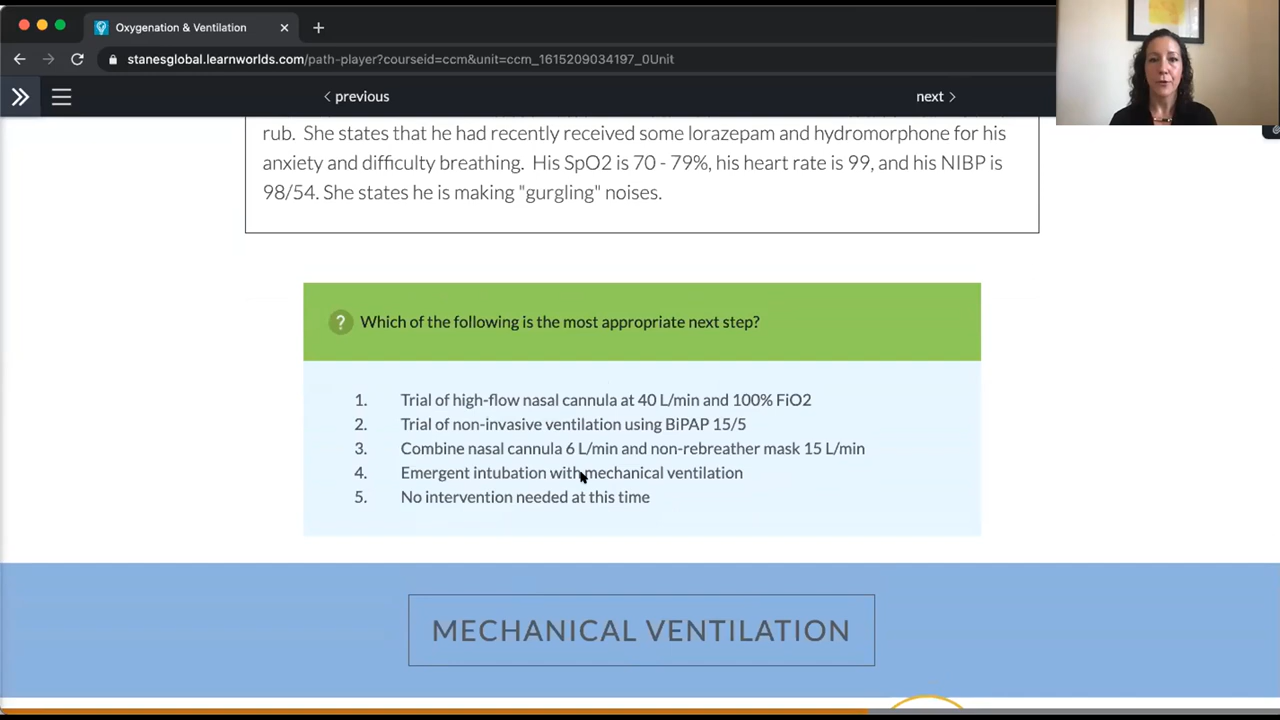 Oxygenation & Ventilation
stanesglobal.learnworlds.com/path-player?courseid=ccm&unit=ccm_1615209034197_0Unit
previous
next
rub. She states that he had recently received some lorazepam and hydromorphone for his
anxiety and difficulty breathing. His SpO2 is 70 - 79%, his heart rate is 99, and his NIBP is
98/54. She states he is making "gurgling" noises.
? Which of the following is the most appropriate next step?
1. Trial of high-flow nasal cannula at 40 L/min and 100% FiO2
2. Trial of non-invasive ventilation using BiPAP 15/5
3. Combine nasal cannula 6 L/min and non-rebreather mask 15 L/min
4. Emergent intubation with mechanical ventilation
5. No intervention needed at this time
MECHANICAL VENTILATION